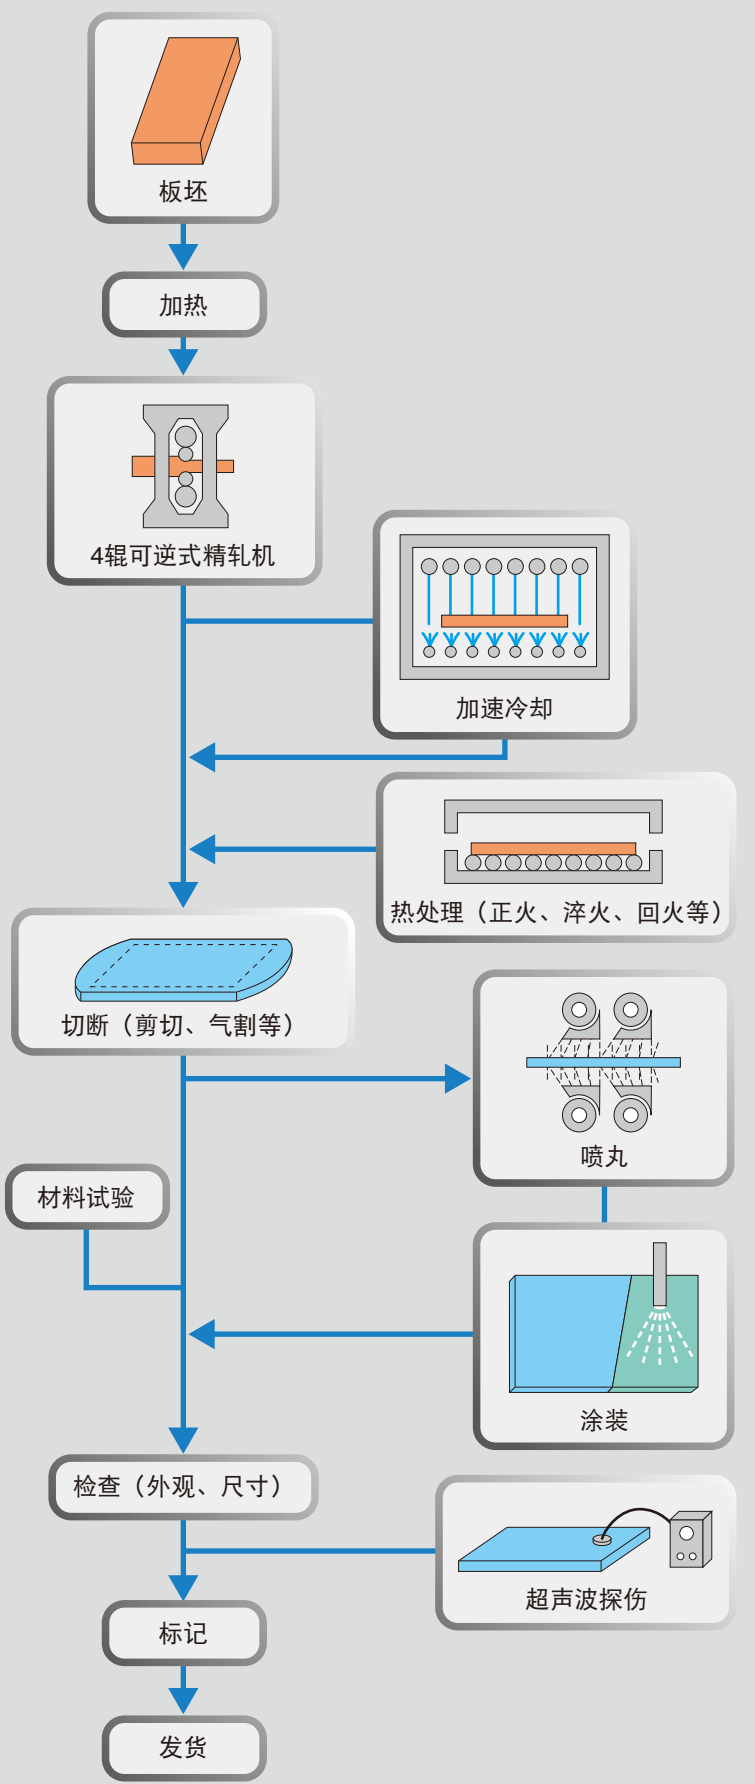 板坯
加热
4辊可逆式精轧机
加速冷却
热处理（正火、淬火、回火等）
切断（剪切、气割等）
喷丸
材料试验
涂装
检查（外观、尺寸）
超声波探伤
标记
发货